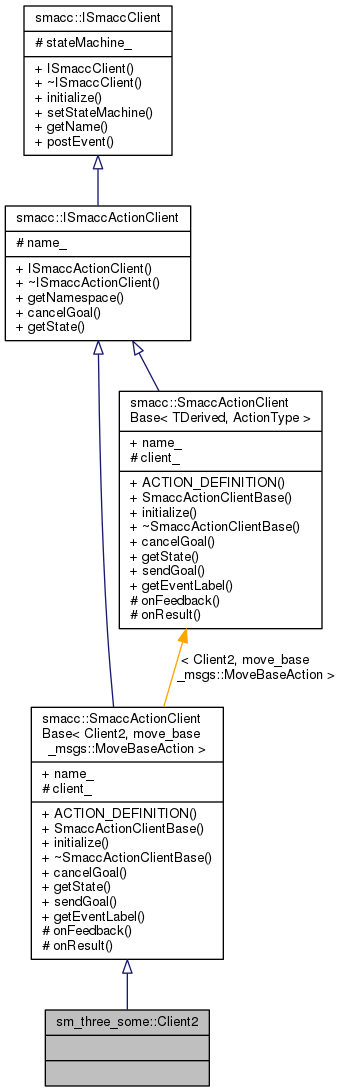 smacc::ISmaccClient
# stateMachine_
+ ISmaccClient()
+ ~ISmaccClient()
+ initialize()
+ setStateMachine()
+ getName()
+ postEvent()
smacc::ISmaccActionClient
# name_
+ ISmaccActionClient()
+ ~ISmaccActionClient()
+ getNamespace()
+ cancelGoal()
+ getState()
smacc::SmaccActionClient
Base< TDerived, ActionType >
+ name_
# client_
+ ACTION_DEFINITION()
+ SmaccActionClientBase()
+ initialize()
+ ~SmaccActionClientBase()
+ cancelGoal()
+ getState()
+ sendGoal()
+ getEventLabel()
# onFeedback()
# onResult()
< Client2, move_base
_msgs::MoveBaseAction >
smacc::SmaccActionClient
Base< Client2, move_base
_msgs::MoveBaseAction >
+ name_
# client_
+ ACTION_DEFINITION()
+ SmaccActionClientBase()
+ initialize()
+ ~SmaccActionClientBase()
+ cancelGoal()
+ getState()
+ sendGoal()
+ getEventLabel()
# onFeedback()
# onResult()
sm_three_some::Client2